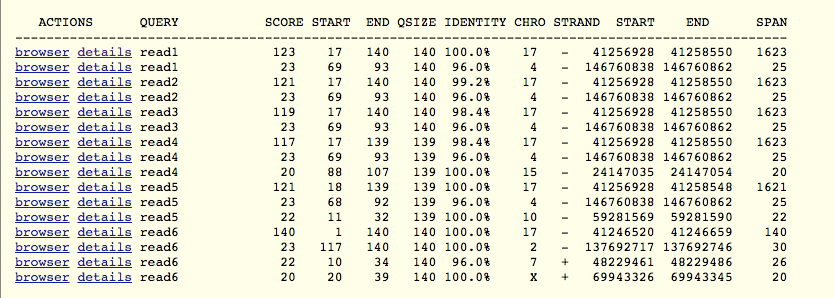 ACTIONS QUERY SCORE START END QSIZE IDENTITY CHRO STRAND START END SPAN
---------------------------------------------------------------------------------------------------
browser details read1 123 17 140 140 100.0% 17 - 41256928 41258550 1623
browser details read1 23 69 93 140 96.0% 4 - 146760838 146760862 25
browser details read2 121 17 140 140 99.2% 17 - 41256928 41258550 1623
browser details read2 23 69 93 140 96.0% 4 - 146760838 146760862 25
browser details read3 119 17 140 140 98.4% 17 - 41256928 41258550 1623
browser details read3 23 69 93 140 96.0% 4 - 146760838 146760862 25
browser details read4 117 17 139 139 98.4% 17 - 41256928 41258550 1623
browser details read4 23 69 93 139 96.0% 4 - 146760838 146760862 25
browser details read4 20 88 107 139 100.0% 15 - 24147035 24147054 20
browser details read5 121 18 139 139 100.0% 17 - 41256928 41258548 1621
browser details read5 23 68 92 139 96.0% 4 - 146760838 146760862 25
browser details read5 22 11 32 139 100.0% 10 - 59281569 59281590 22
browser details read6 140 1 140 140 100.0% 17 - 41246520 41246659 140
browser details read6 23 117 140 140 100.0% 2 - 137692717 137692746 30
browser details read6 22 10 34 140 96.0% 7 + 48229461 48229486 26
browser details read6 20 20 39 140 100.0% X + 69943326 69943345 20